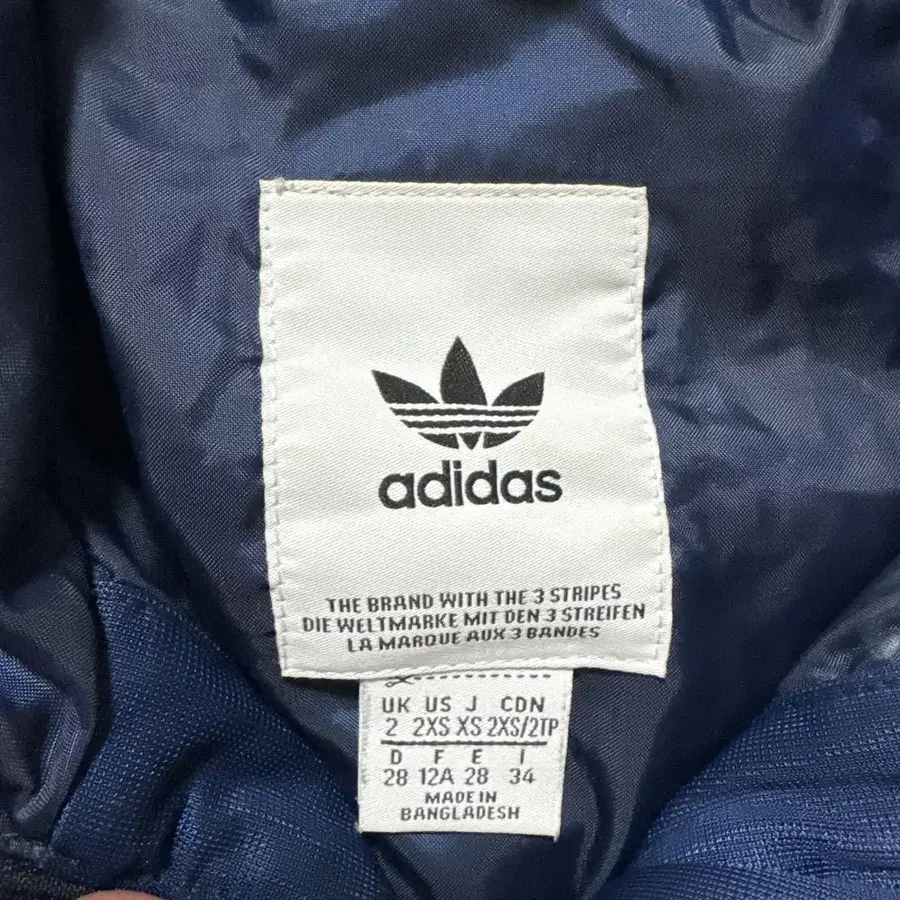 adidas
THE BRAND WITH THE 3 STRIPES
DIE WELTMARKE MIT DEN 3 STREIFEN
LA MARQUE AUX 3 BANDES
UK US J CDN
2 2XS XS 2XS/2TP
D F E I
28 12A 28 34
MADE IN
BANGLADESH